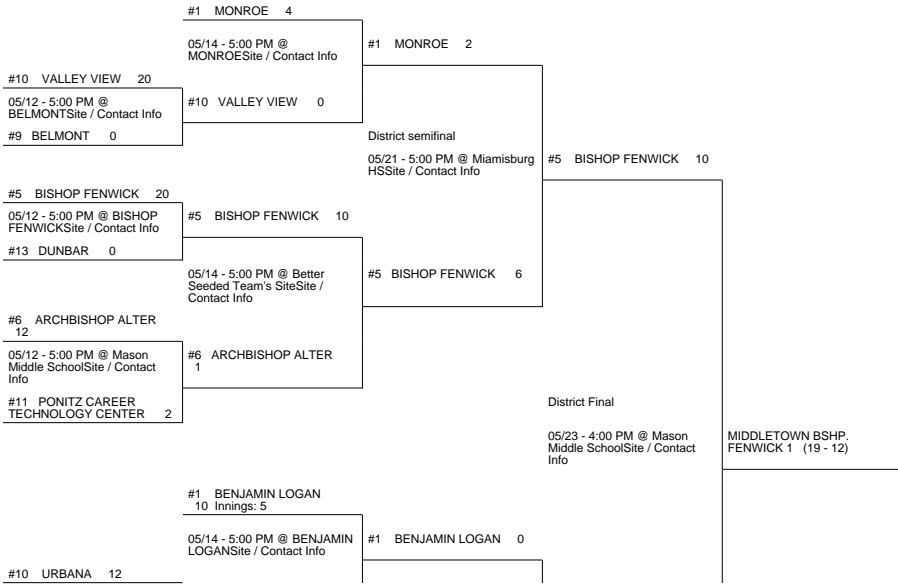 #1 MONROE 4
05/14 - 5:00 PM @
MONROESite / Contact Info
#1 MONROE 2
#10 VALLEY VIEW 20
05/12 - 5:00 PM @
BELMONTSite / Contact Info
#10 VALLEY VIEW 0
#9 BELMONT 0
District semifinal
05/21 - 5:00 PM @ Miamisburg
HSSite / Contact Info
#5 BISHOP FENWICK 10
#5 BISHOP FENWICK 20
05/12 - 5:00 PM @ BISHOP
FENWICKSite / Contact Info
#5 BISHOP FENWICK 10
#13 DUNBAR 0
05/14 - 5:00 PM @ Better
Seeded Team's SiteSite /
Contact Info
#5 BISHOP FENWICK 6
#6 ARCHBISHOP ALTER
12
05/12 - 5:00 PM @ Mason
Middle SchoolSite / Contact
Info
#6 ARCHBISHOP ALTER
1
#11 PONITZ CAREER
TECHNOLOGY CENTER 2
District Final
05/23 - 4:00 PM @ Mason
Middle SchoolSite / Contact
Info
MIDDLETOWN BSHP.
FENWICK 1 (19 - 12)
#1 BENJAMIN LOGAN
10 Innings: 5
05/14 - 5:00 PM @ BENJAMIN
LOGANSite / Contact Info
#1 BENJAMIN LOGAN 0
#10 URBANA 12